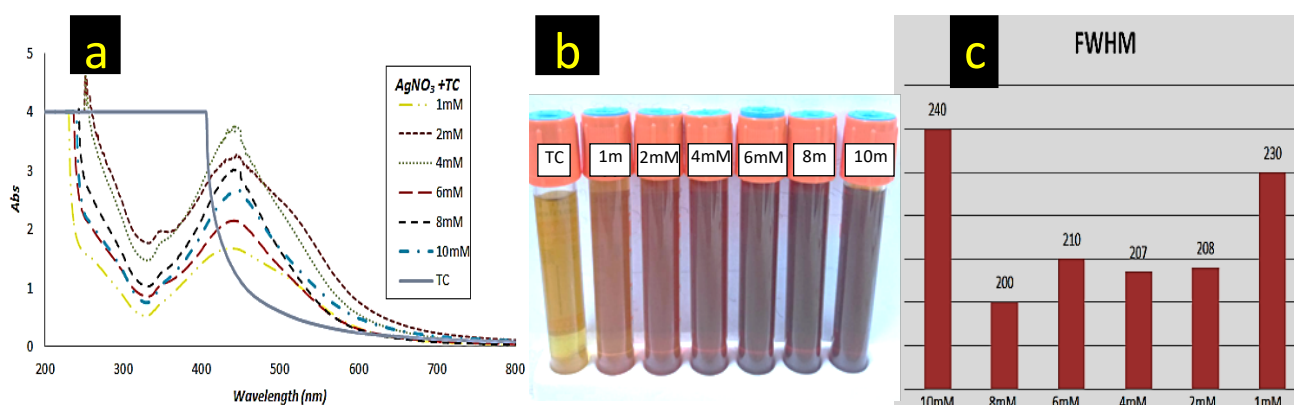 a
5
4
3
2
1
0
Abs
200 300 400 500 600 700 800
Wavelength (nm)
AgNO₃ +TC
1mM
2mM
4mM
6mM
8mM
10mM
TC
b
TC 1m 2mM 4mM 6mM 8m 10m
c
FWHM
240
200
210
207
208
230
10mM 8mM 6mM 4mM 2mM 1mM